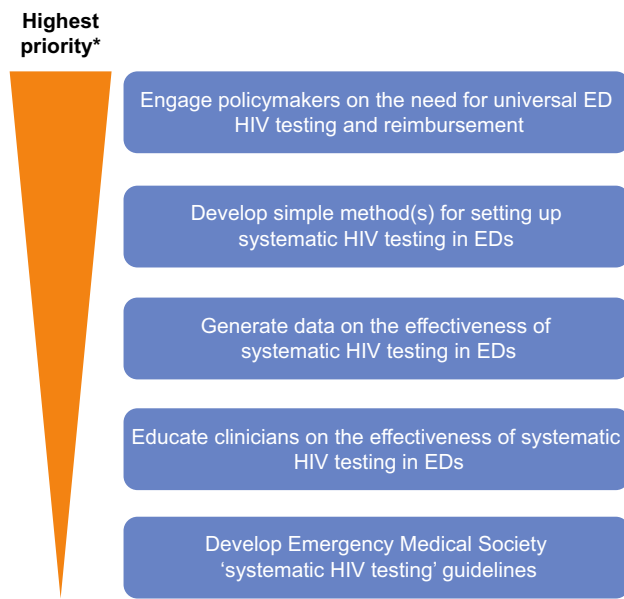 Highest
priority*
Engage policymakers on the need for universal ED
HIV testing and reimbursement
Develop simple method(s) for setting up
systematic HIV testing in EDs
Generate data on the effectiveness of
systematic HIV testing in EDs
Educate clinicians on the effectiveness of systematic
HIV testing in EDs
Develop Emergency Medical Society
‘systematic HIV testing’ guidelines